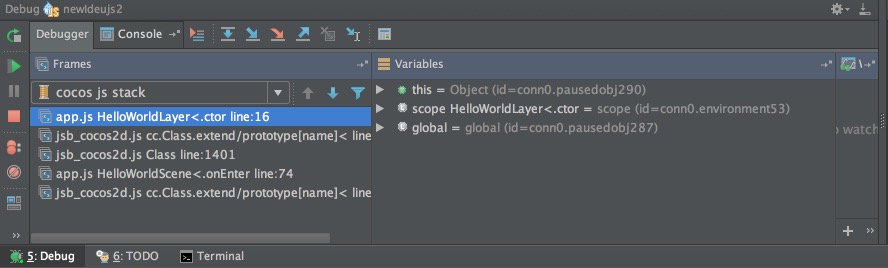 Debug newIdeujs2
Debugger Console
Frames
Variables
cocos js stack
app.js HelloWorldLayer<.ctor line:16
jsb_cocos2d.js cc.Class.extend/prototype[name]< line
jsb_cocos2d.js Class line:1401
app.js HelloWorldScene<.onEnter line:74
jsb_cocos2d.js cc.Class.extend/prototype[name]< line
this = Object (id=conn0.pausedobj290)
scope HelloWorldLayer<.ctor = scope (id=conn0.environment53)
global = global (id=conn0.pausedobj287)
o watch
5: Debug 6: TODO Terminal